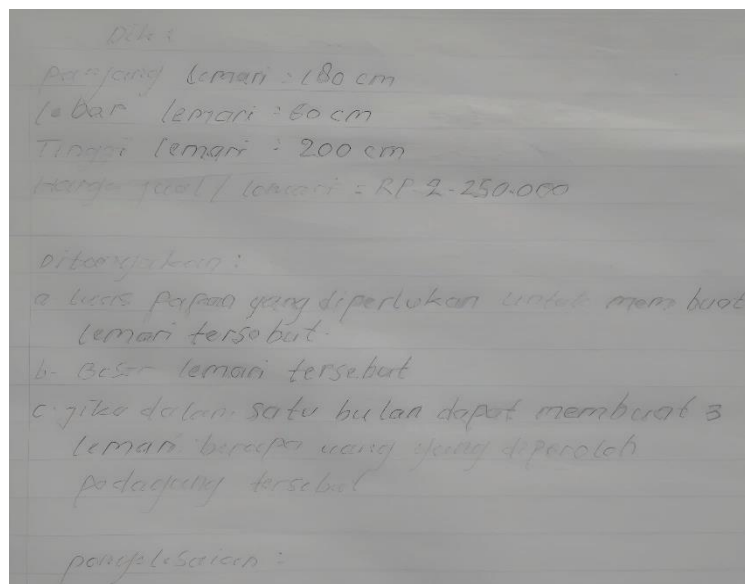 Dik :
Panjang lemari : 180 cm
lebar lemari : 60 cm
Tinggi lemari : 200 cm
Harga jual / lemari = RP 2.250.000
Ditanyakan :
a luas papan yang diperlukan untuk membuat
lemari tersebut.
b. Besar lemari tersebut
c. jika dalam satu bulan dapat membuat 3
lemari berapa uang yang diperoleh
pedagang tersebut
penyelesaian :